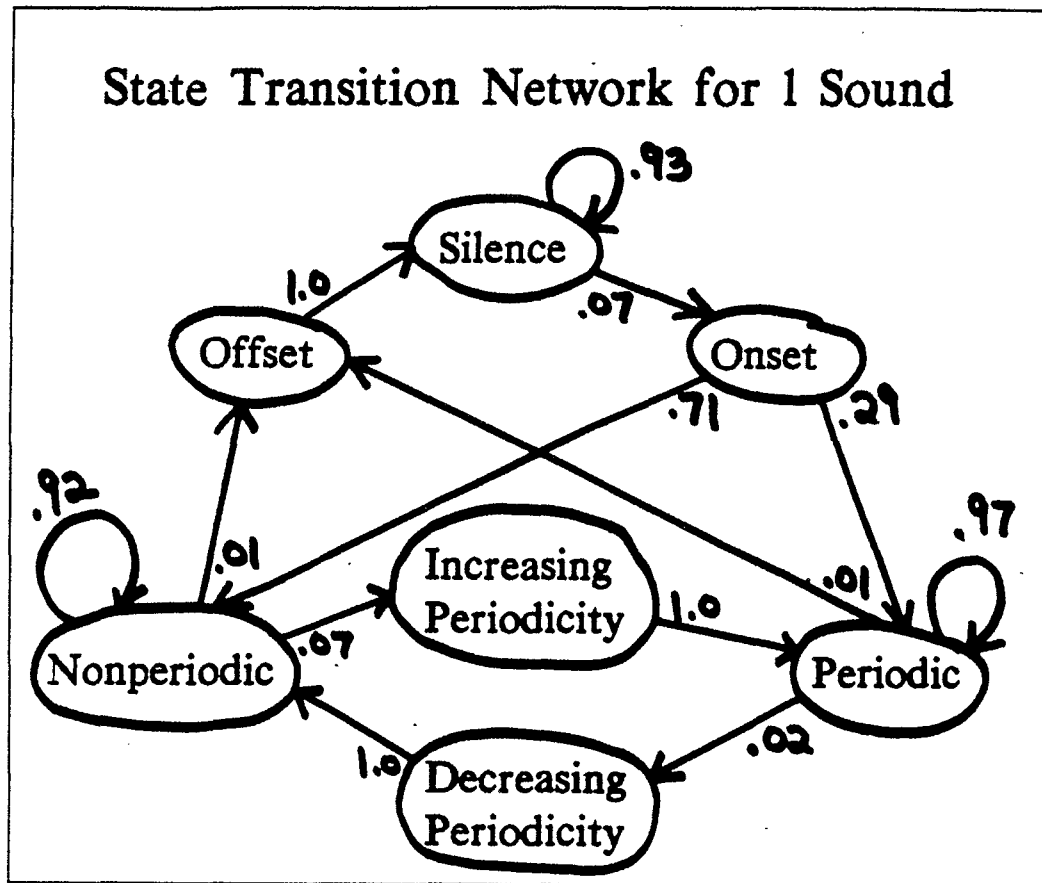 State Transition Network for 1 Sound
.93
Silence
1.0
.07
Offset
Onset
.71
.29
.92
.97
.01
Increasing
Periodicity
.01
1.0
.07
Nonperiodic
Periodic
1.0
.02
Decreasing
Periodicity